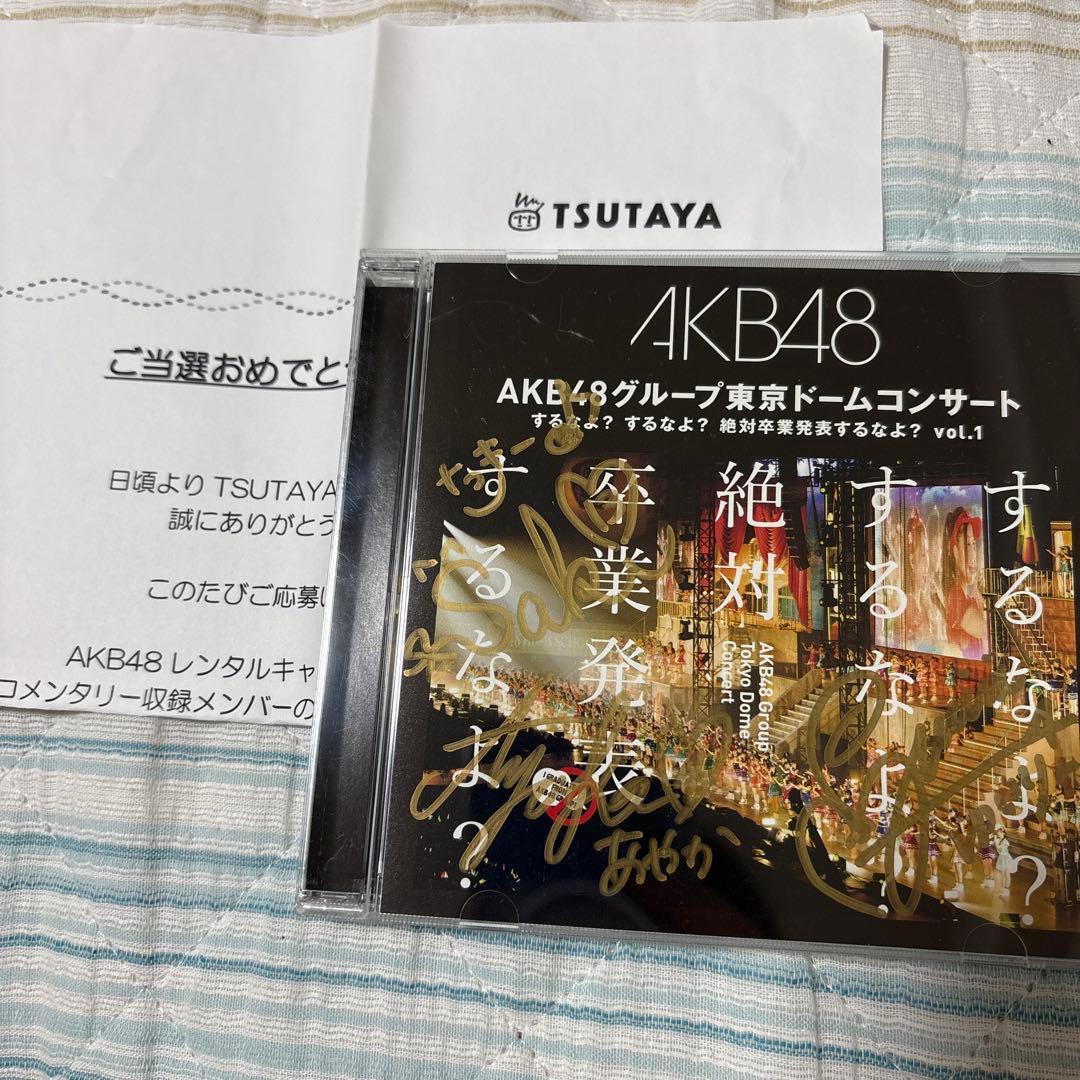 TSUTAYA
ご当選おめでと
日頃より TSUTAYA
誠にありがとう
このたびご応募
AKB48 レンタルキャ
コメンタリー収録メンバーの
AKB48
AKB48グループ東京ドームコンサート
するなよ? するなよ? 絶対卒業発表するなよ? vol.1
するなよ?
するなよ?
絶対
卒業発表
するなよ?
AKB48 Group
Tokyo Dome
Concert
あやか